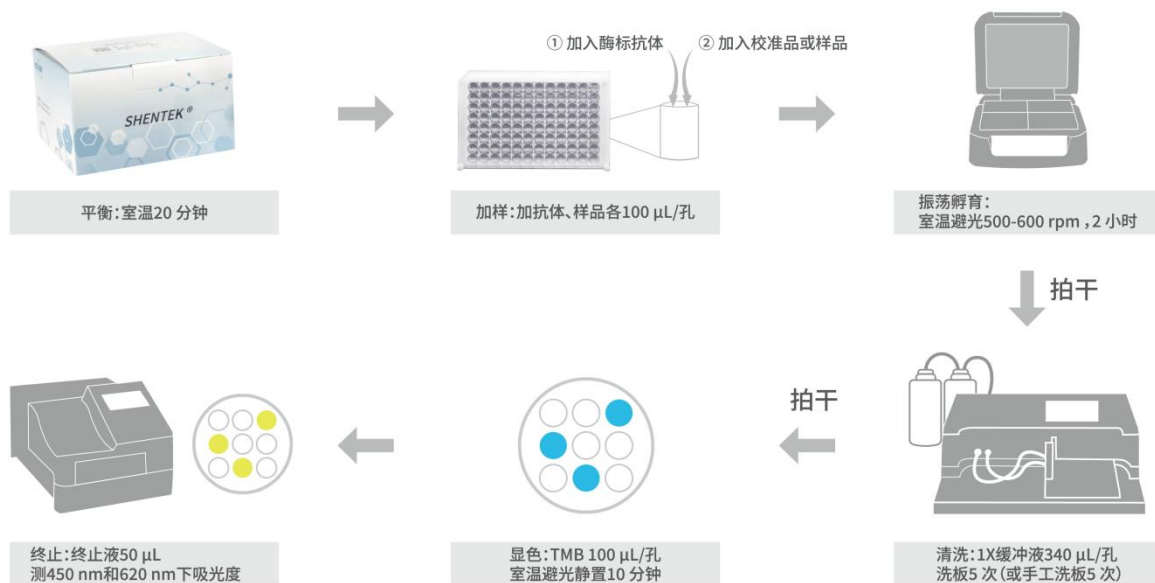 SHENTEK®
① 加入酶标抗体
② 加入校准品或样品
平衡：室温20 分钟
加样：加抗体、样品各100 μL/孔
振荡孵育：
室温避光500-600 rpm ，2 小时
拍干
拍干
终止：终止液50 μL
测450 nm和620 nm下吸光度
显色：TMB 100 μL/孔
室温避光静置10 分钟
清洗：1X缓冲液340 μL/孔
洗板5 次（或手工洗板5 次）